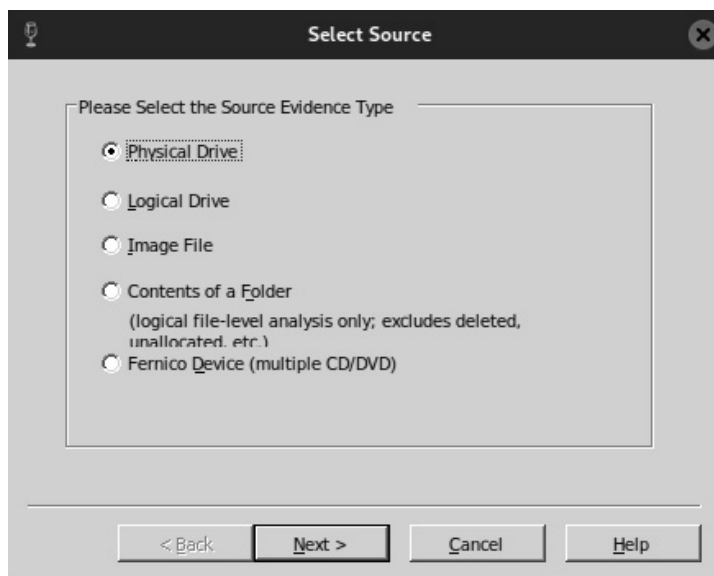 Select Source
Please Select the Source Evidence Type
Physical Drive
Logical Drive
Image File
Contents of a Folder
(logical file-level analysis only; excludes deleted,
unallocated, etc.)
Fernico Device (multiple CD/DVD)
< Back
Next >
Cancel
Help